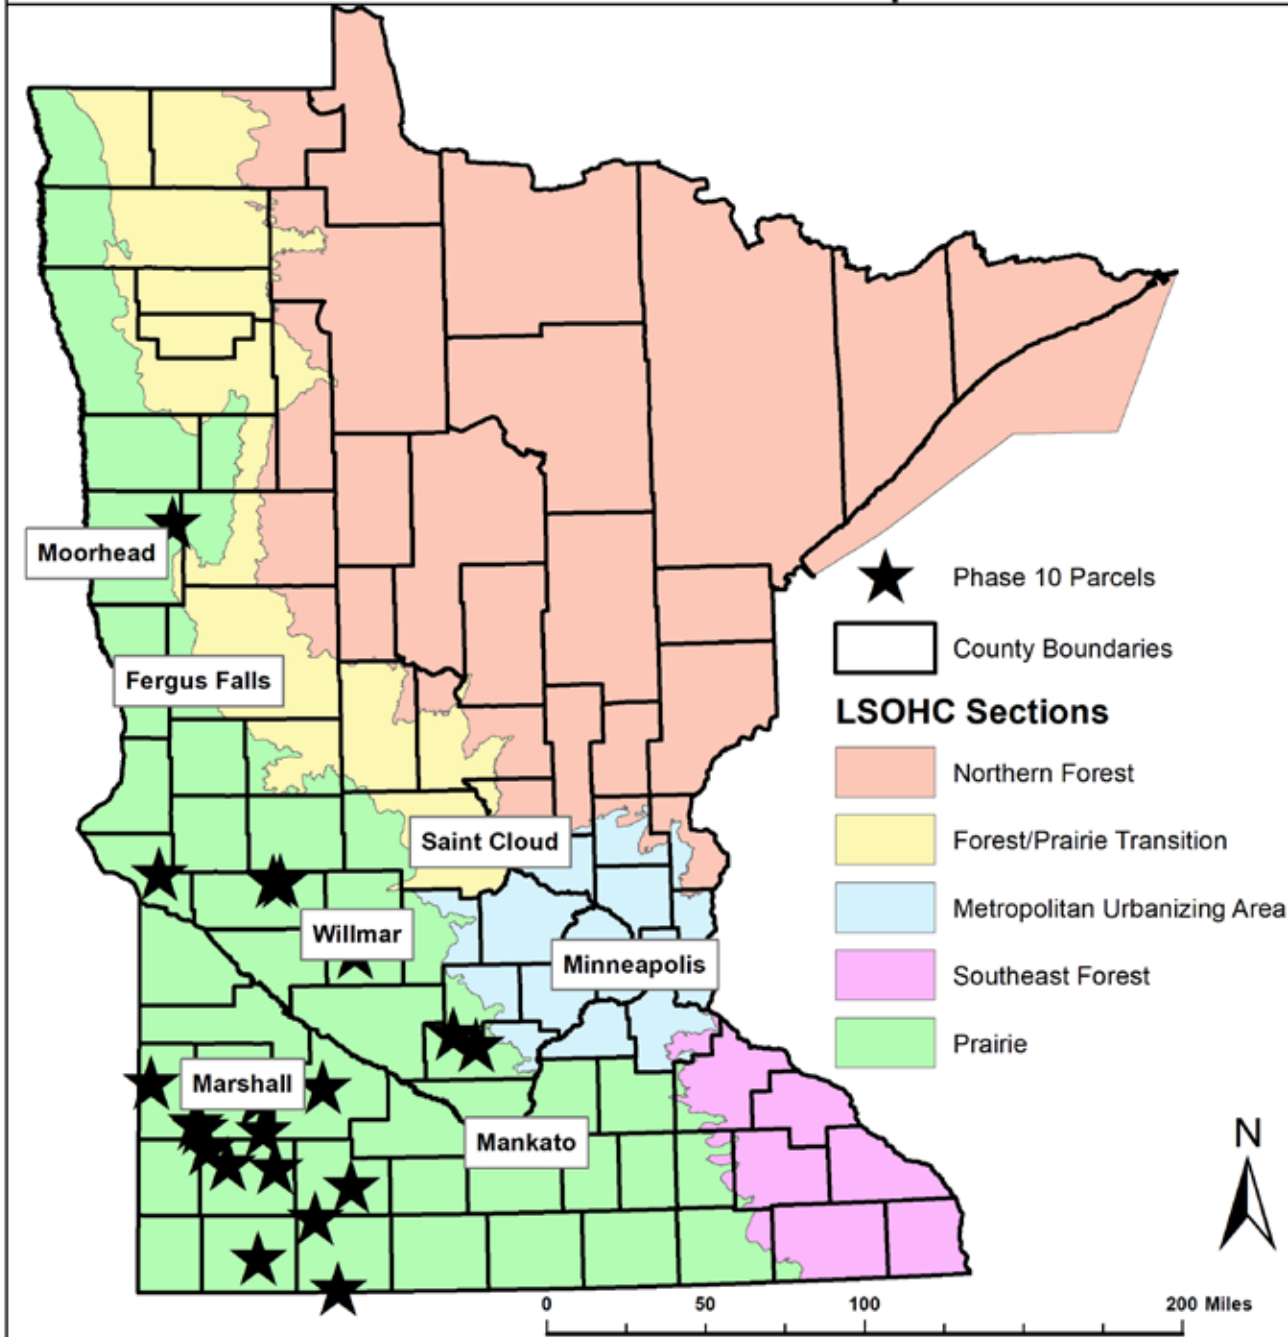 Moorhead
Fergus Falls
Saint Cloud
Willmar
Minneapolis
Marshall
Mankato
Phase 10 Parcels
County Boundaries
LSOHC Sections
Northern Forest
Forest/Prairie Transition
Metropolitan Urbanizing Area
Southeast Forest
Prairie
N
0 50 100 200 Miles